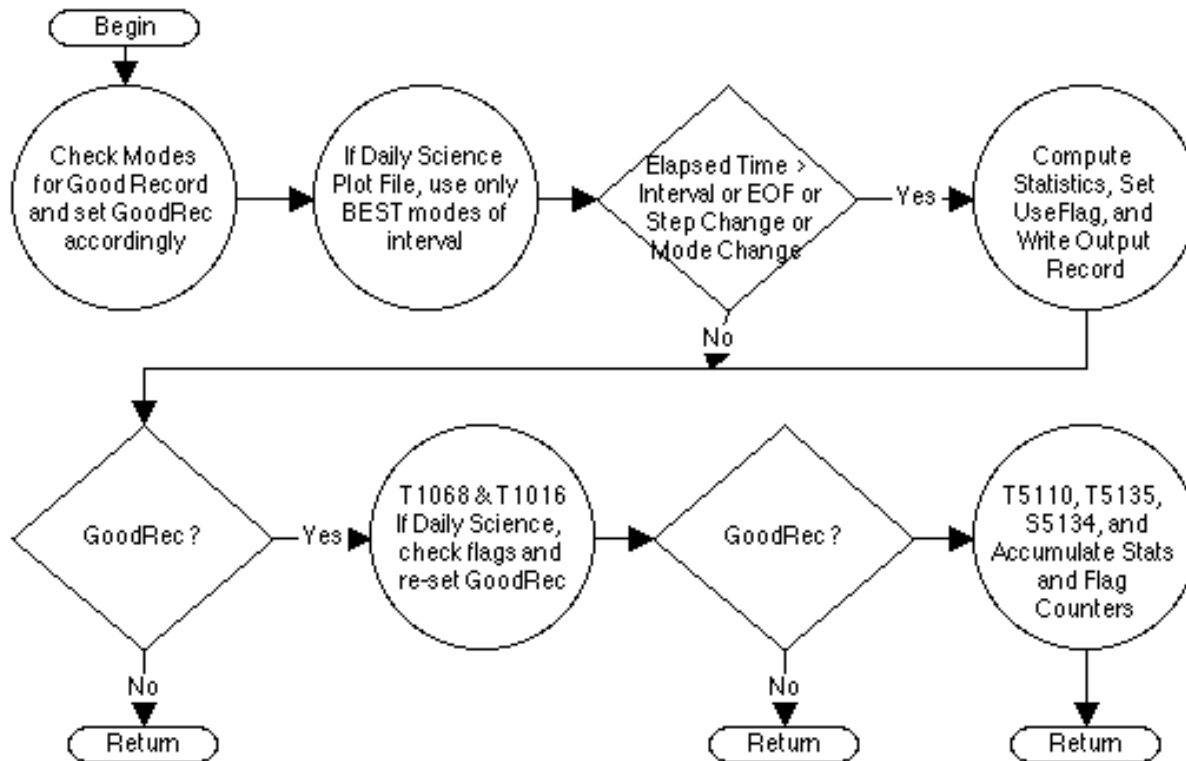 Begin
Check Modes
for Good Record
and set GoodRec
accordingly
If Daily Science
Plot File, use only
BEST modes of
interval
Elapsed Time >
Interval or EOF or
Step Change or
Mode Change
Yes
Compute
Statistics, Set
UseFlag, and
Write Output
Record
No
GoodRec?
Yes
T1068 & T1016
If Daily Science,
check flags and
re-set GoodRec
GoodRec?
T5110, T5135,
S5134, and
Accumulate Stats
and Flag
Counters
No
No
Return
Return
Return